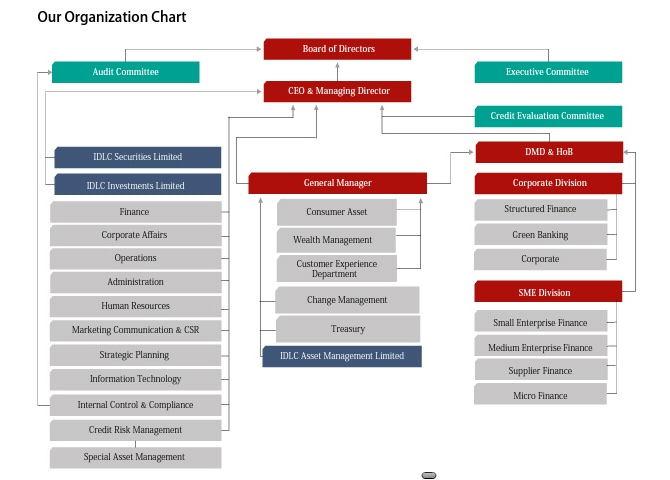 Our Organization Chart
Board of Directors
Audit Committee
Executive Committee
CEO & Managing Director
Credit Evaluation Committee
DMD & HoB
IDLC Securities Limited
IDLC Investments Limited
General Manager
Corporate Division
Finance
Corporate Affairs
Operations
Administration
Human Resources
Marketing Communication & CSR
Strategic Planning
Information Technology
Internal Control & Compliance
Credit Risk Management
Special Asset Management
Consumer Asset
Wealth Management
Customer Experience
Department
Change Management
Treasury
IDLC Asset Management Limited
Structured Finance
Green Banking
Corporate
SME Division
Small Enterprise Finance
Medium Enterprise Finance
Supplier Finance
Micro Finance